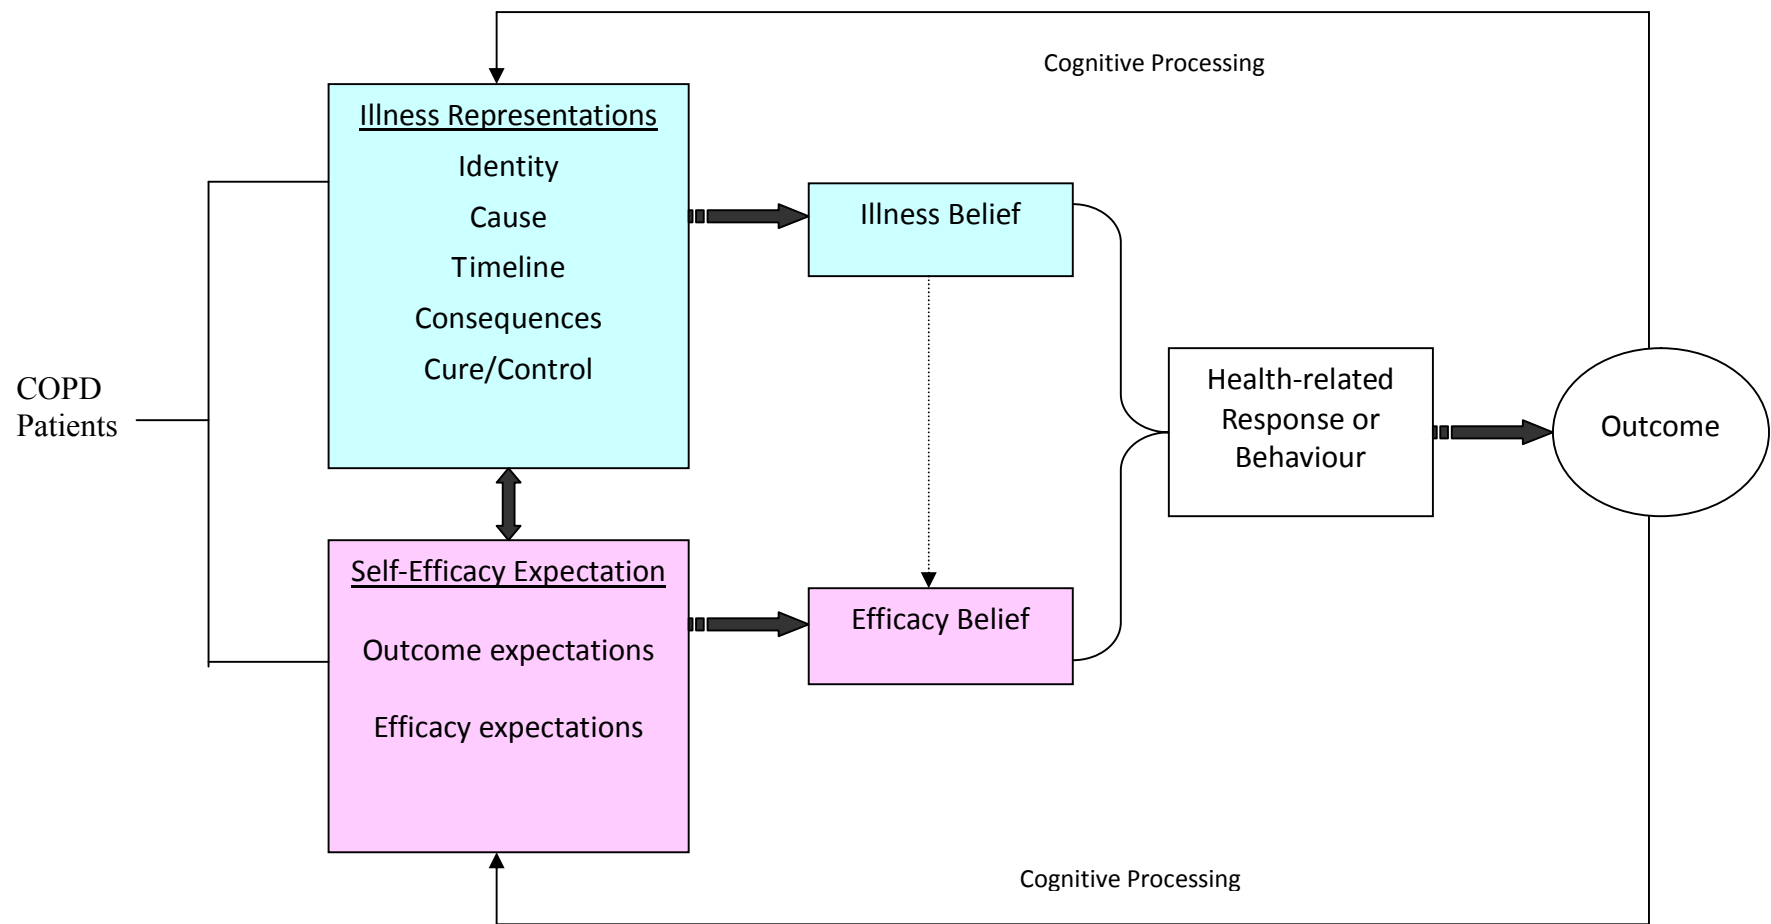 Cognitive Processing
Illness Representations
Identity
Cause
Timeline
Consequences
Cure/Control
Illness Belief
COPD
Patients
Health-related
Response or
Behaviour
Outcome
Self-Efficacy Expectation
Outcome expectations
Efficacy expectations
Efficacy Belief
Cognitive Processing